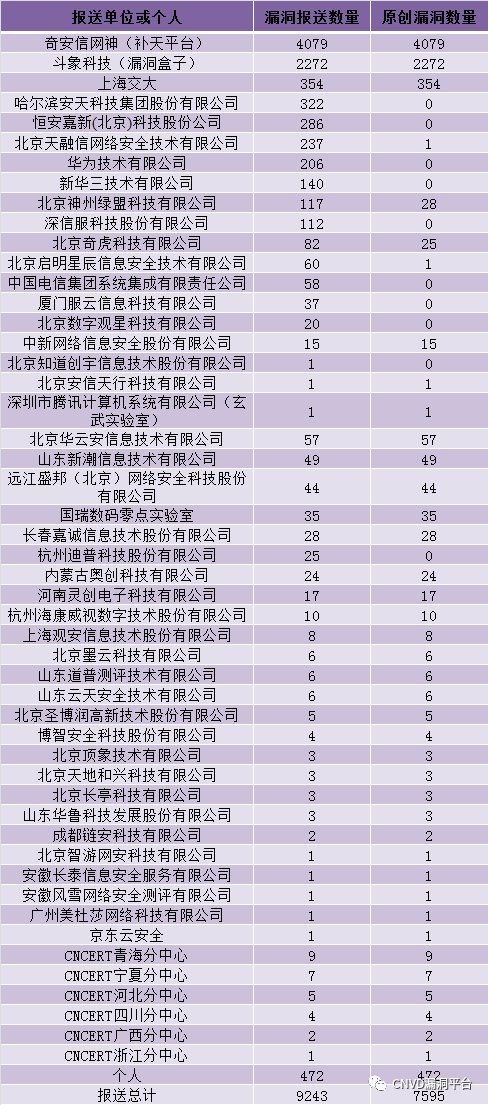 报送单位或个人 漏洞报送数量 原创漏洞数量
奇安信网神（补天平台） 4079 4079
斗象科技（漏洞盒子） 2272 2272
上海交大 354 354
哈尔滨安天科技集团股份有限公司 322 0
恒安嘉新(北京)科技股份公司 286 0
北京天融信网络安全技术有限公司 237 1
华为技术有限公司 206 0
新华三技术有限公司 140 0
北京神州绿盟科技有限公司 117 28
深信服科技股份有限公司 112 0
北京奇虎科技有限公司 82 25
北京启明星辰信息安全技术有限公司 60 1
中国电信集团系统集成有限责任公司 58 0
厦门服云信息科技有限公司 37 0
北京数字观星科技有限公司 20 0
中新网络信息安全股份有限公司 15 15
北京知道创宇信息技术股份有限公司 1 0
北京安信天行科技有限公司 1 1
深圳市腾讯计算机系统有限公司（玄
武实验室） 1 1
北京华云安信息技术有限公司 57 57
山东新潮信息技术有限公司 49 49
远江盛邦（北京）网络安全科技股份
有限公司 44 44
国瑞数码零点实验室 35 35
长春嘉诚信息技术股份有限公司 28 28
杭州迪普科技股份有限公司 25 0
内蒙古奥创科技有限公司 24 24
河南灵创电子科技有限公司 17 17
杭州海康威视数字技术股份有限公司 10 10
上海观安信息技术股份有限公司 8 8
北京墨云科技有限公司 6 6
山东道普测评技术有限公司 6 6
山东云天安全技术有限公司 6 6
北京圣博润高新技术股份有限公司 5 5
博智安全科技股份有限公司 4 4
北京顶象技术有限公司 3 3
北京天地和兴科技有限公司 3 3
北京长亭科技有限公司 3 3
山东华鲁科技发展股份有限公司 3 3
成都链安科技有限公司 2 2
北京智游网安科技有限公司 1 1
安徽长泰信息安全服务有限公司 1 1
安徽风雪网络安全测评有限公司 1 1
广州美杜莎网络科技有限公司 1 1
京东云安全 1 1
CNCERT青海分中心 9 9
CNCERT宁夏分中心 7 7
CNCERT河北分中心 5 5
CNCERT四川分中心 4 4
CNCERT广西分中心 2 2
CNCERT浙江分中心 1 1
个人 472 472
报送总计 9243 7595
CNVD漏洞平台